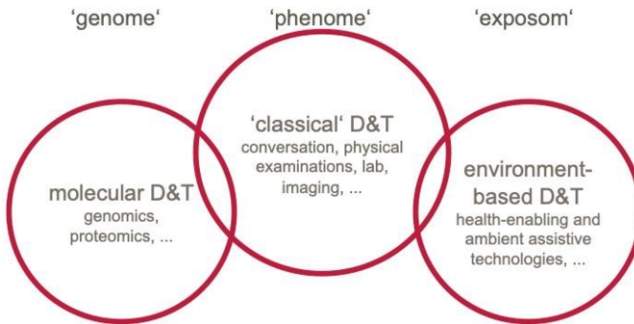 ‘genome‘
‘phenome‘
‘exposom‘
‘classical‘ D&T
conversation, physical
examinations, lab,
imaging, ...
molecular D&T
genomics,
proteomics, ...
environment-
based D&T
health-enabling and
ambient assistive
technologies, ...